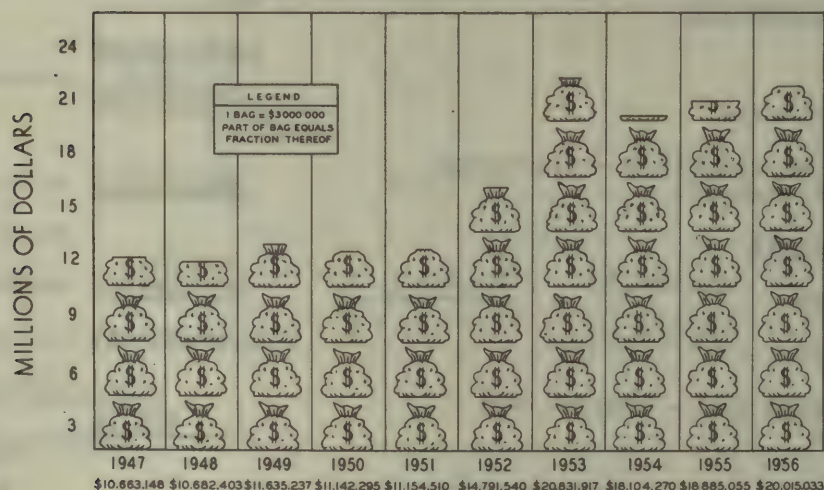 MILLIONS OF DOLLARS
24
21
18
15
12
9
6
3
LEGEND
1 BAG = $3000 000
PART OF BAG EQUALS
FRACTION THEREOF
1947 1948 1949 1950 1951 1952 1953 1954 1955 1956
$10.663,148 $10.682,403 $11.635,237 $11.142.295 $11.154.510 $14.791.540 $20.831.917 $18.104.270 $18.885.055 $20.015.033